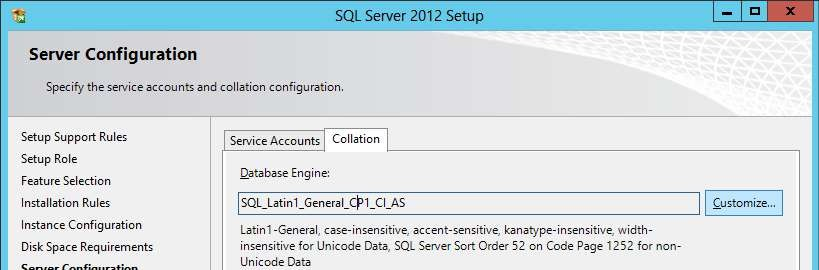 SQL Server 2012 Setup
Server Configuration
Specify the service accounts and collation configuration.
Setup Support Rules
Setup Role
Feature Selection
Installation Rules
Instance Configuration
Disk Space Requirements
Server Configuration
Service Accounts
Collation
Database Engine:
SQL_Latin1_General_CP1_CI_AS
Customize...
Latin1-General, case-insensitive, accent-sensitive, kanatype-insensitive, width-
insensitive for Unicode Data, SQL Server Sort Order 52 on Code Page 1252 for non-
Unicode Data